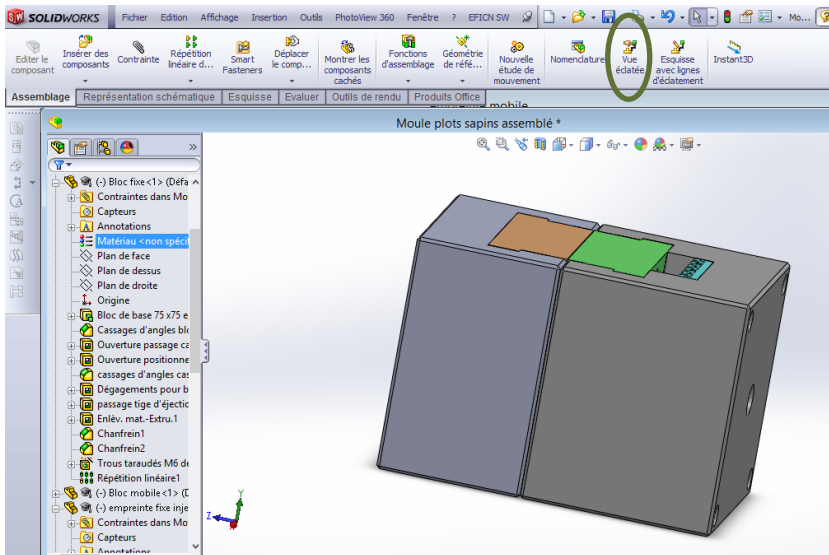 SOLIDWORKS Fichier Edition Affichage Insertion Outils PhotoView 360 Fenêtre ? EFICN SW Mo...
Editer le composant
Insérer des composants
Contrainte
Répétition linéaire d...
Smart Fasteners
Déplacer le comp...
Montrer les composants cachés
Fonctions d'assemblage
Géométrie de réfé...
Nouvelle étude de mouvement
Nomenclature
Vue éclatée
Esquisse avec lignes d'éclatement
Instant3D
Assemblage Représentation schématique Esquisse Evaluer Outils de rendu Produits Office
mobile
Moule plots sapins assemblé *
(-) Bloc fixe<1> (Défa
Contraintes dans Mo
Capteurs
Annotations
Matériau <non spécif
Plan de face
Plan de dessus
Plan de droite
Origine
Bloc de base 75 x75 e
Cassages d'angles blo
Ouverture passage ca
Ouverture positionne
cassages d'angles cas
Dégagements pour b
passage tige d'éjectic
Enlèv. mat.-Extru.1
Chanfrein1
Chanfrein2
Trous taraudés M6 de
Répétition linéaire1
(-) Bloc mobile<1> (D
(-) empreinte fixe inje
Contraintes dans Mo
Capteurs
Annotations
Y
Z